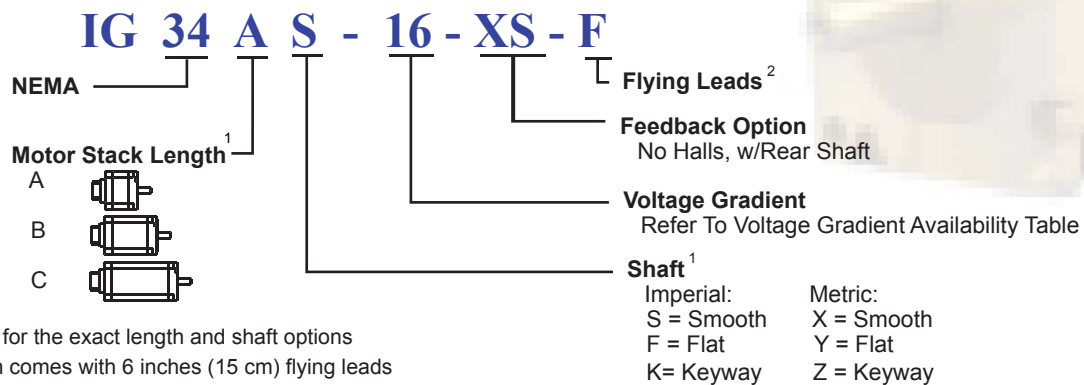 IG 34 A S - 16 - XS - F
NEMA
Motor Stack Length 1
A
B
C
Flying Leads 2
Feedback Option
No Halls, w/Rear Shaft
Voltage Gradient
Refer To Voltage Gradient Availability Table
Shaft 1
Imperial: Metric:
S = Smooth X = Smooth
F = Flat Y = Flat
K= Keyway Z = Keyway
for the exact length and shaft options
comes with 6 inches (15 cm) flying leads